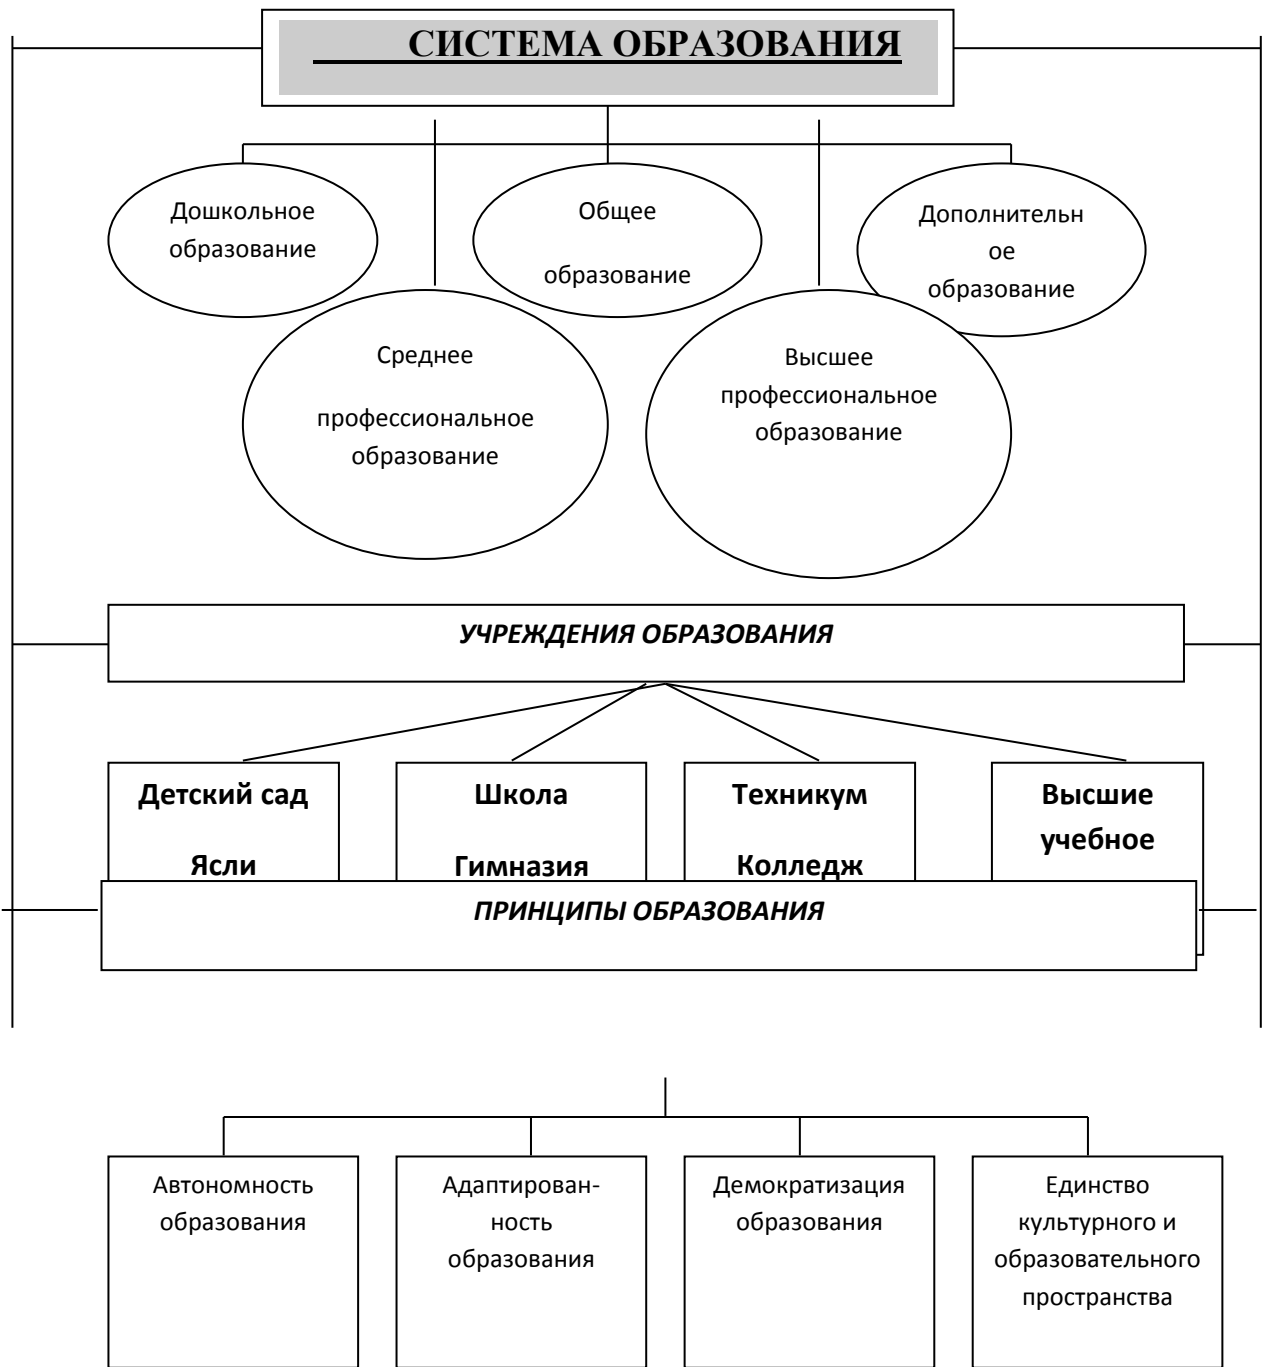 СИСТЕМА ОБРАЗОВАНИЯ
Дошкольное
образование
Общее
образование
Дополнительн
ое
образование
Среднее
профессиональное
образование
Высшее
профессиональное
образование
УЧРЕЖДЕНИЯ ОБРАЗОВАНИЯ
Детский сад
Ясли
Школа
Гимназия
Техникум
Колледж
Высшие
учебное
ПРИНЦИПЫ ОБРАЗОВАНИЯ
Автономность
образования
Адаптирован-
ность
образования
Демократизация
образования
Единство
культурного и
образовательного
пространства